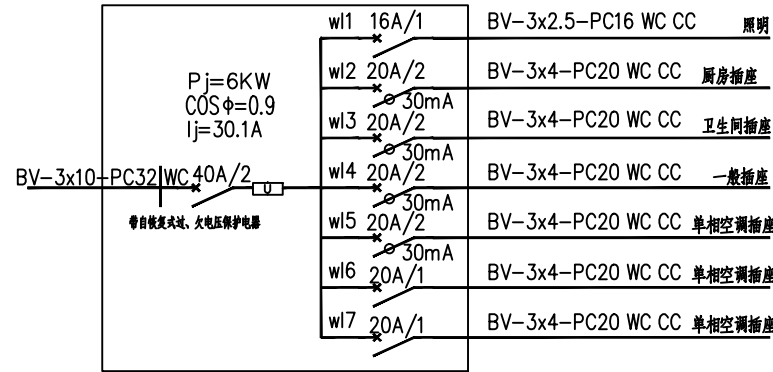 wl1 16A/1 BV-3x2.5-PC16 WC CC 照明
wl2 20A/2 BV-3x4-PC20 WC CC 厨房插座
30mA
wl3 20A/2 BV-3x4-PC20 WC CC 卫生间插座
30mA
wl4 20A/2 BV-3x4-PC20 WC CC 一般插座
30mA
wl5 20A/2 BV-3x4-PC20 WC CC 单相空调插座
30mA
wl6 20A/1 BV-3x4-PC20 WC CC 单相空调插座
wl7 20A/1 BV-3x4-PC20 WC CC 单相空调插座
Pj=6KW
COSφ=0.9
Ij=30.1A
BV-3x10-PC32 WC 40A/2 U
带自恢复式过、欠电压保护电器